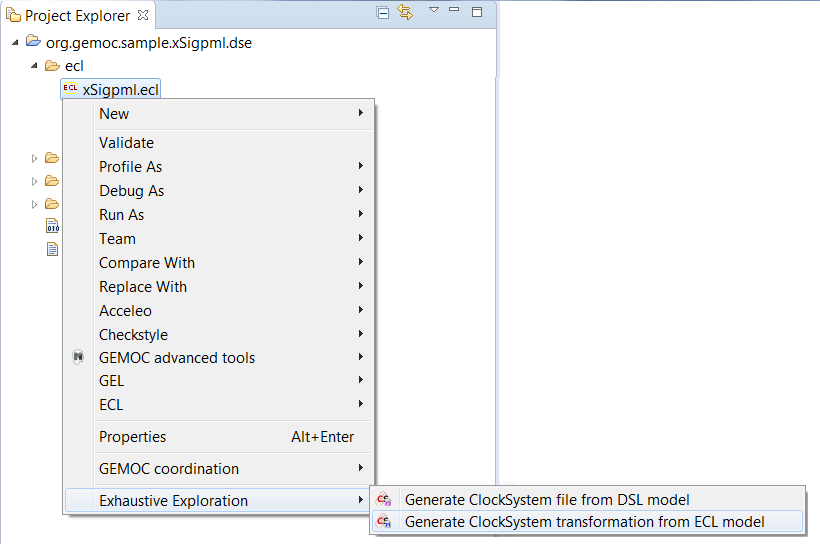 Project Explorer
org.gemoc.sample.xSigpml.dse
ecl
ECL xSigpml.ecl
New
Validate
Profile As
Debug As
Run As
Team
Compare With
Replace With
Acceleo
Checkstyle
GEMOC advanced tools
GEL
ECL
Properties Alt+Enter
GEMOC coordination
Exhaustive Exploration
Generate ClockSystem file from DSL model
Generate ClockSystem transformation from ECL model
010